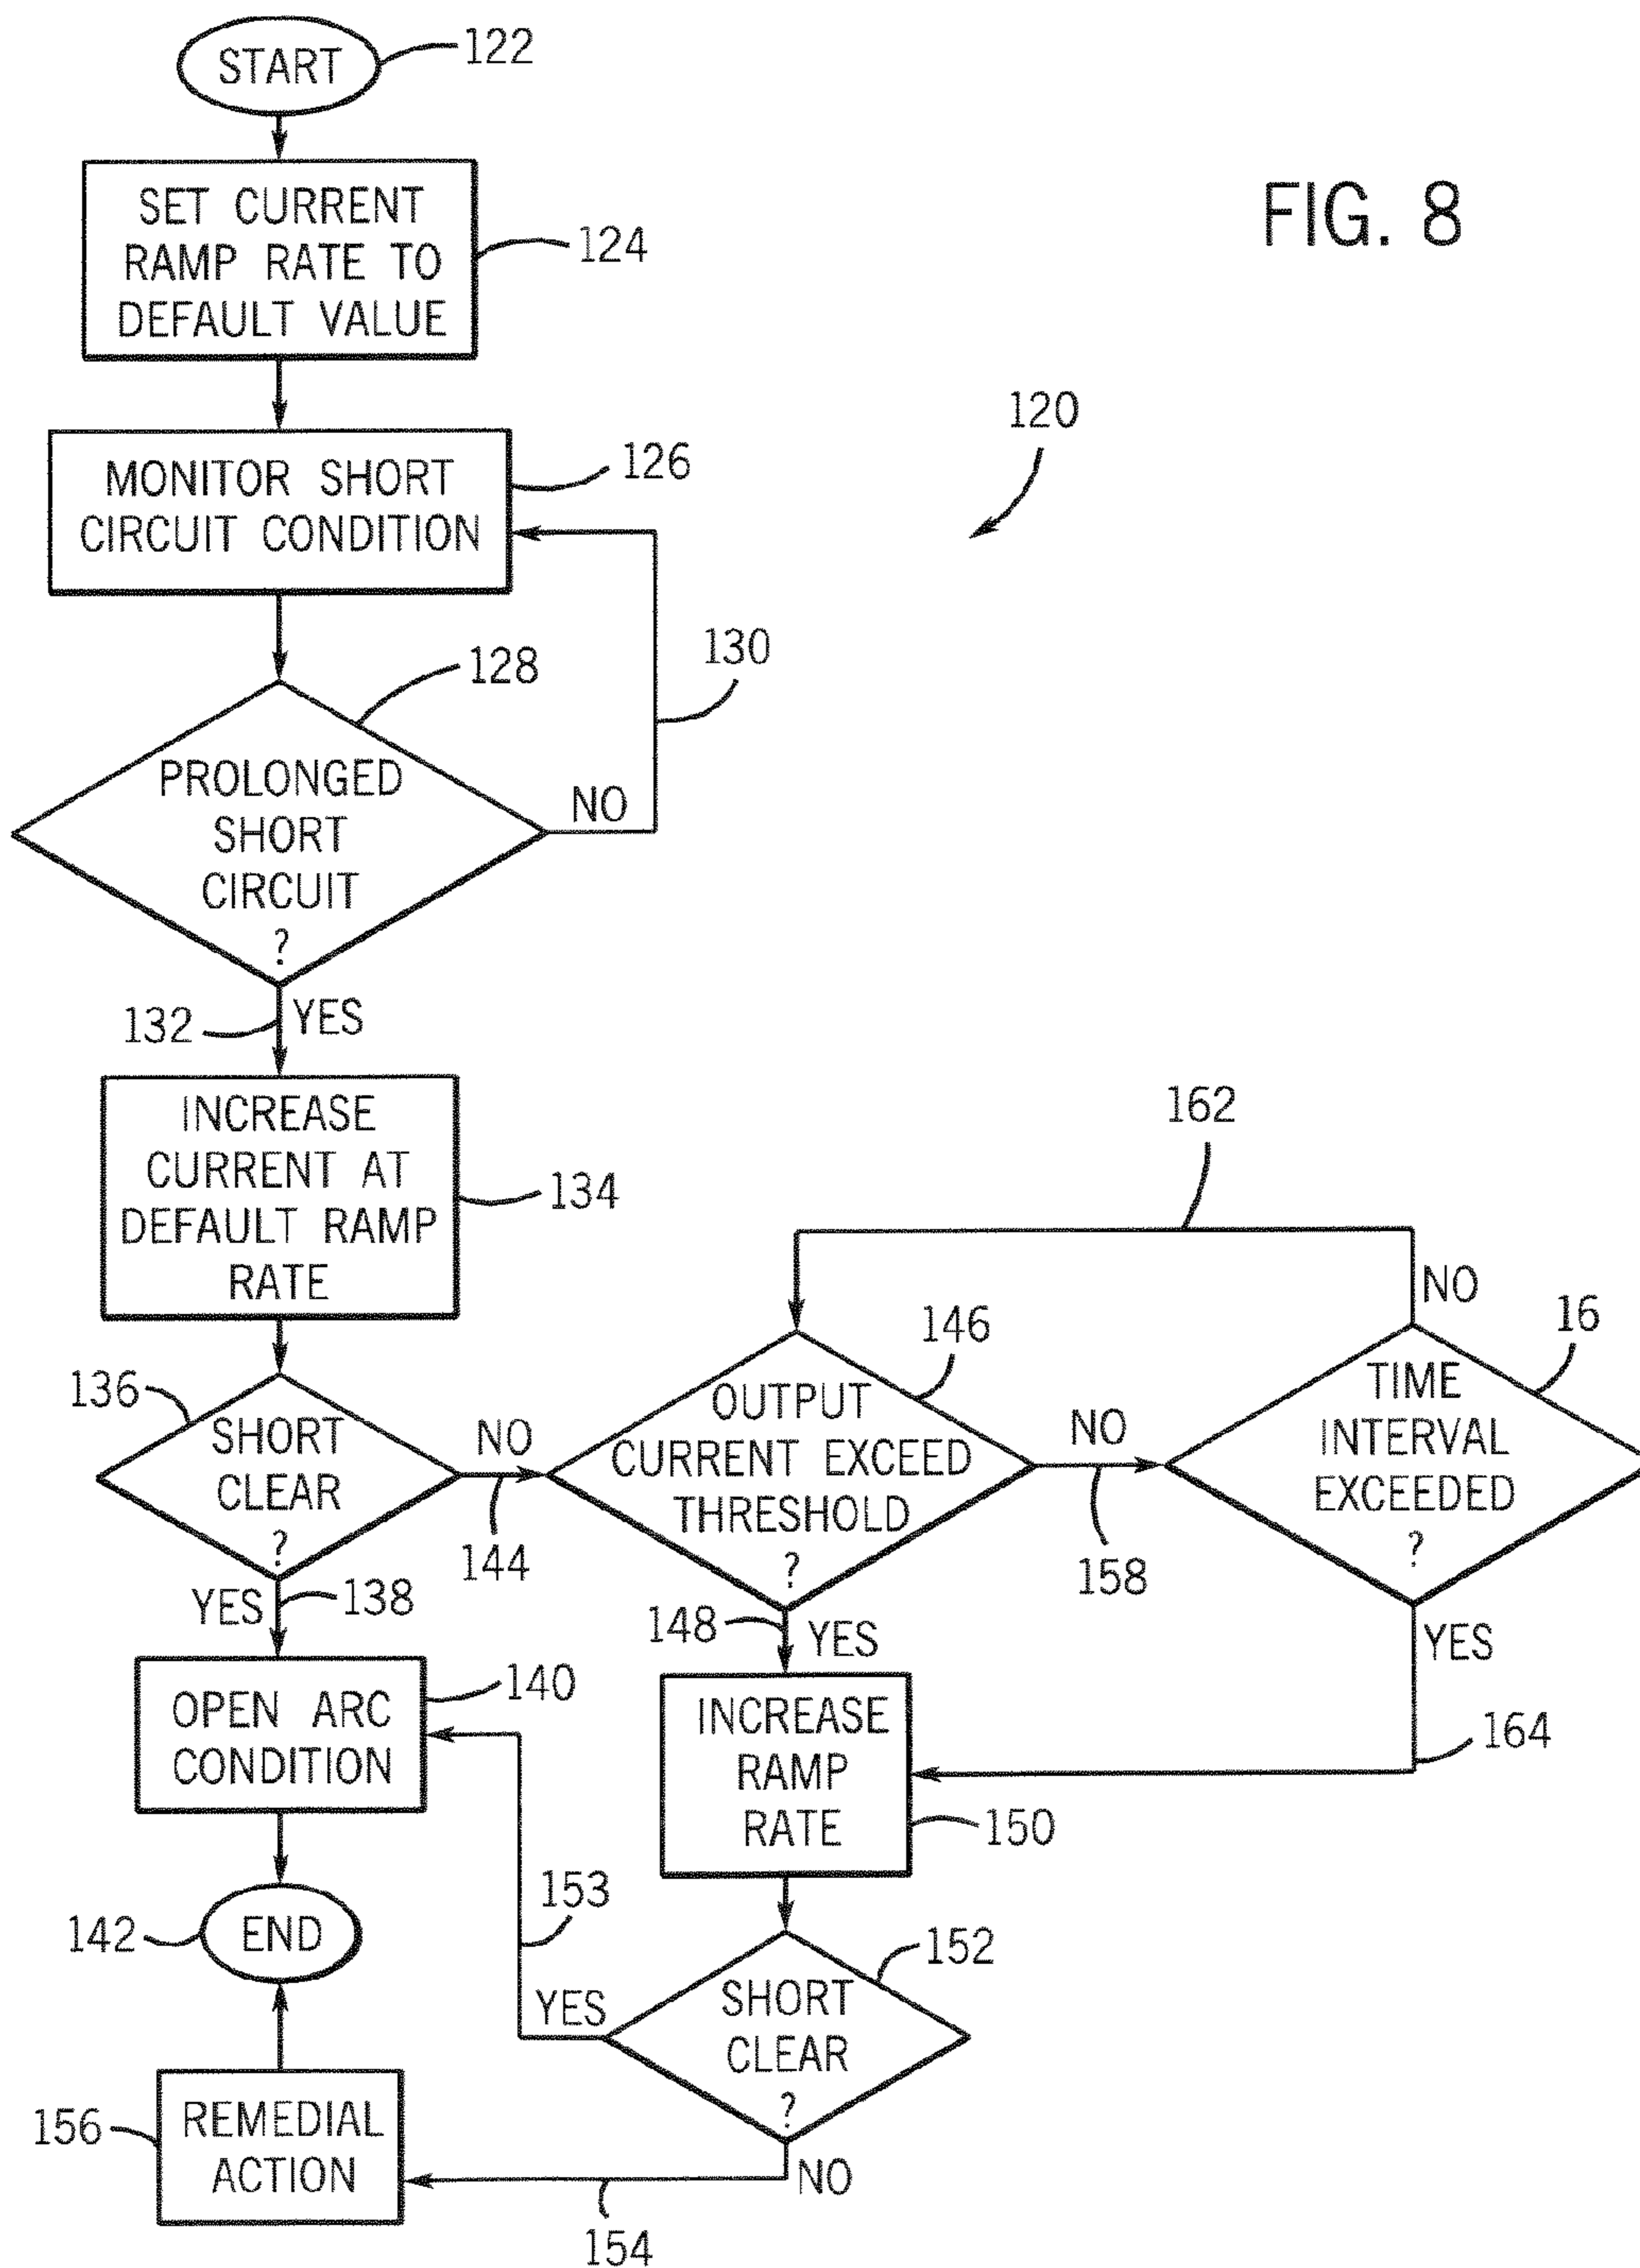 START
122
FIG. 8
SET CURRENT
RAMP RATE TO
DEFAULT VALUE
124
120
MONITOR SHORT
CIRCUIT CONDITION
126
130
128
PROLONGED
SHORT
CIRCUIT
?
NO
132
YES
INCREASE
CURRENT AT
DEFAULT RAMP
RATE
134
162
NO
136
SHORT
CLEAR
?
NO
144
146
OUTPUT
CURRENT EXCEED
THRESHOLD
?
NO
158
16
TIME
INTERVAL
EXCEEDED
?
YES
138
148
YES
YES
OPEN ARC
CONDITION
140
INCREASE
RAMP
RATE
150
164
153
END
142
YES
SHORT
CLEAR
?
152
REMEDIAL
ACTION
156
NO
154